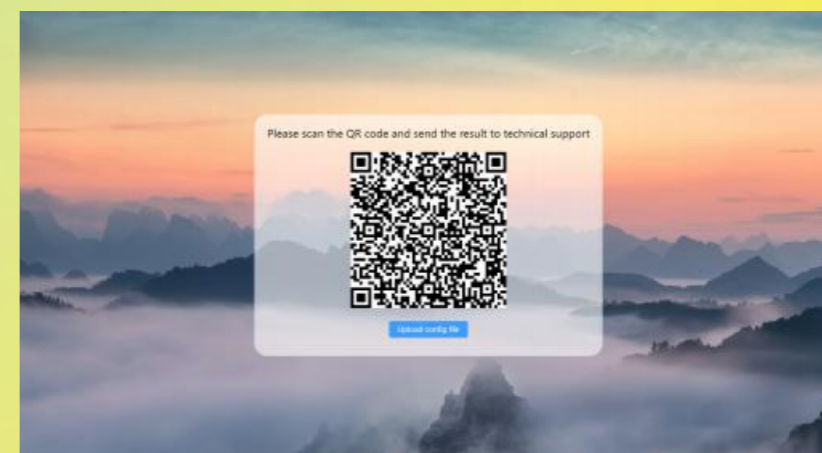 Please scan the QR code and send the result to technical support
Upload config file